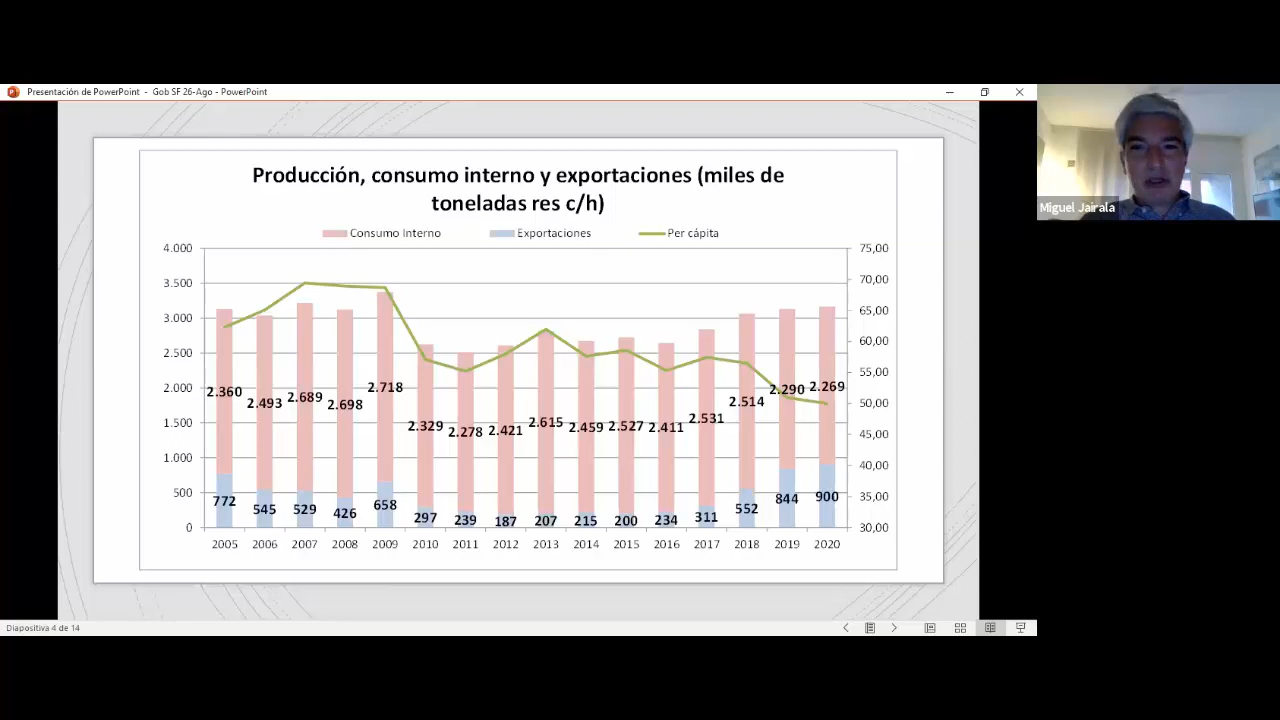 Presentación de PowerPoint - Gob SF 26-Ago - PowerPoint
Miguel Jairala
Producción, consumo interno y exportaciones (miles de
toneladas res c/h)
Consumo Interno Exportaciones Per cápita
4.000 75,00
3.500 70,00
3.000 65,00
2.500 60,00
2.000 55,00
1.500 50,00
1.000 45,00
500 40,00
0 35,00
30,00
2.360 2.493 2.689 2.698 2.718 2.329 2.278 2.421 2.615 2.459 2.527 2.411 2.531 2.514 2.290 2.269
772 545 529 426 658 297 239 187 207 215 200 234 311 552 844 900
2005 2006 2007 2008 2009 2010 2011 2012 2013 2014 2015 2016 2017 2018 2019 2020
Diapositiva 4 de 14